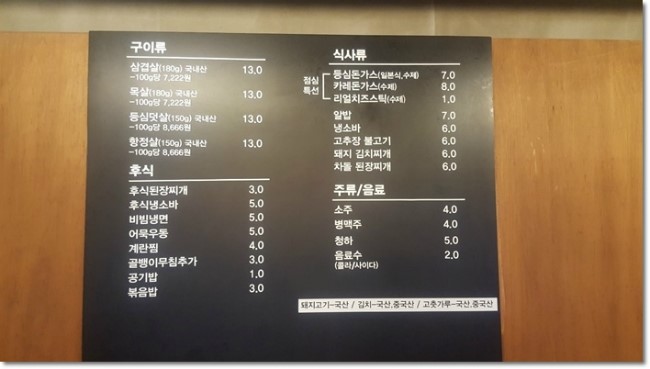 구이류
삼겹살(180g) 국내산 13.0
-100g당 7,222원
목살(180g) 국내산 13.0
-100g당 7,222원
등심덧살(150g) 국내산 13.0
-100g당 8,666원
항정살(150g) 국내산 13.0
-100g당 8,666원
후식
후식된장찌개 3.0
후식냉소바 5.0
비빔냉면 5.0
어묵우동 5.0
계란찜 4.0
골뱅이무침추가 3.0
공기밥 1.0
볶음밥 3.0
식사류
점심
특선
등심돈가스(일본식,수제) 7.0
카레돈가스(수제) 8.0
리얼치즈스틱(수제) 1.0
알밥 7.0
냉소바 6.0
고추장 불고기 6.0
돼지 김치찌개 6.0
차돌 된장찌개 6.0
주류/음료
소주 4.0
병맥주 4.0
청하 5.0
음료수 2.0
(콜라/사이다)
돼지고기-국산 / 김치-국산,중국산 / 고춧가루-국산,중국산